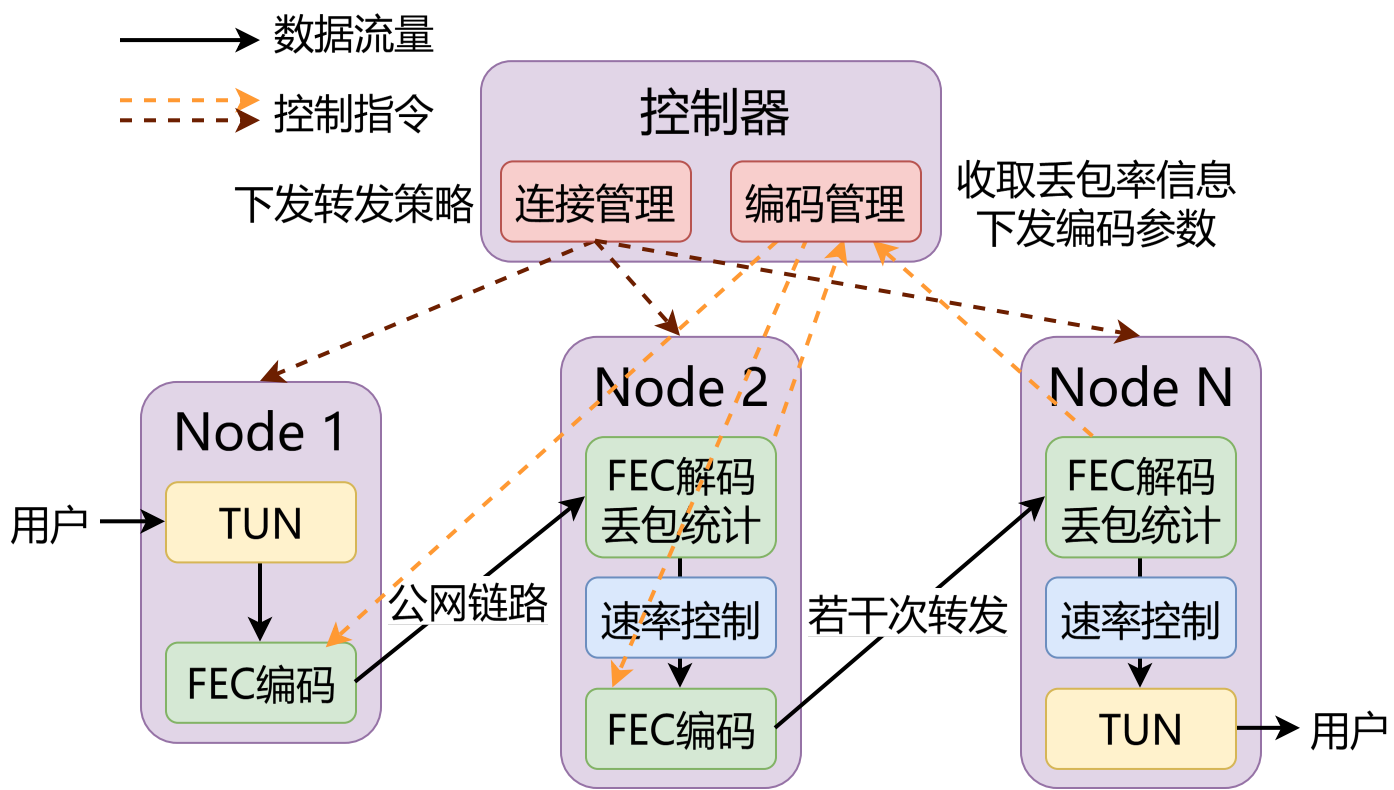 数据流量
控制指令
控制器
下发转发策略
连接管理
编码管理
收取丢包率信息
下发编码参数
Node 1
TUN
FEC编码
用户
公网链路
Node 2
FEC解码
丢包统计
速率控制
FEC编码
若干次转发
Node N
FEC解码
丢包统计
速率控制
TUN
用户